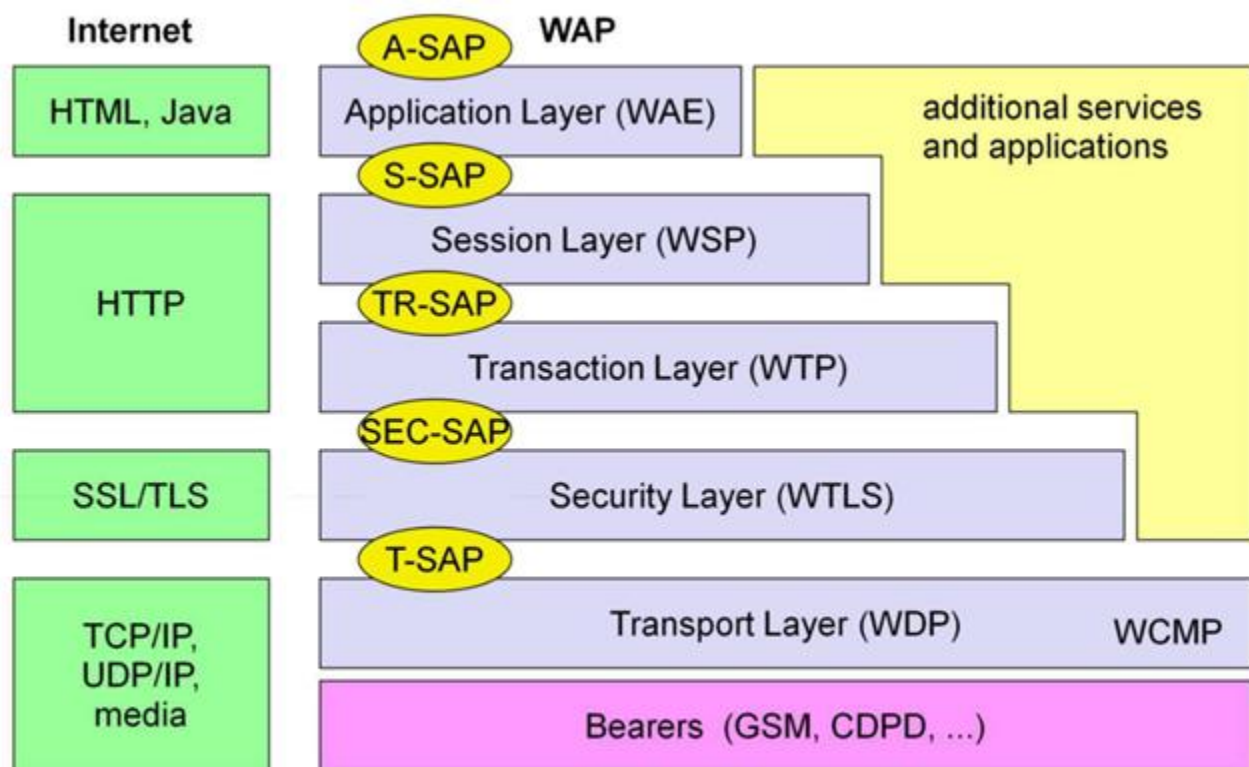 Internet
WAP
A-SAP
HTML, Java
Application Layer (WAE)
additional services
and applications
S-SAP
HTTP
Session Layer (WSP)
TR-SAP
Transaction Layer (WTP)
SEC-SAP
SSL/TLS
Security Layer (WTLS)
T-SAP
TCP/IP,
UDP/IP,
media
Transport Layer (WDP)
WCMP
Bearers (GSM, CDPD, ...)